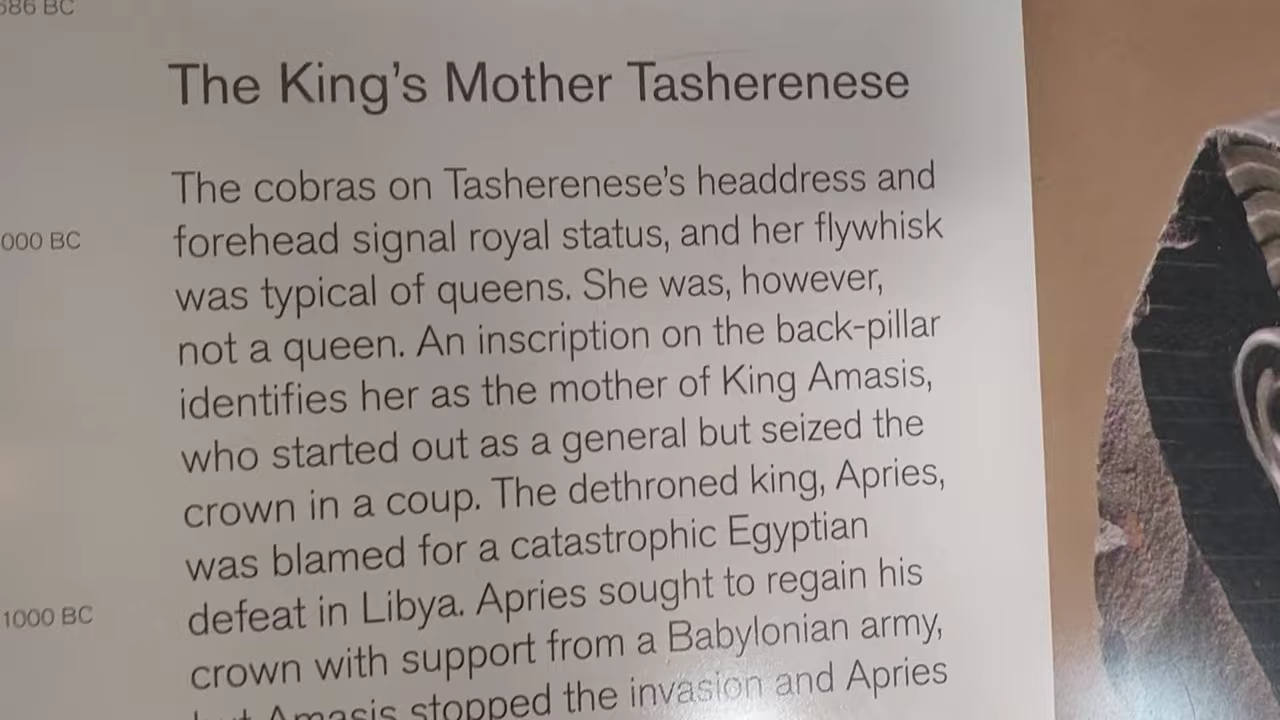 The King's Mother Tasherenese
The cobras on Tasherenese's headdress and
forehead signal royal status, and her flywhisk
was typical of queens. She was, however,
not a queen. An inscription on the back-pillar
identifies her as the mother of King Amasis,
who started out as a general but seized the
crown in a coup. The dethroned king, Apries,
was blamed for a catastrophic Egyptian
defeat in Libya. Apries sought to regain his
crown with support from a Babylonian army,
but Amasis stopped the invasion and Apries
686 BC
000 BC
1000 BC